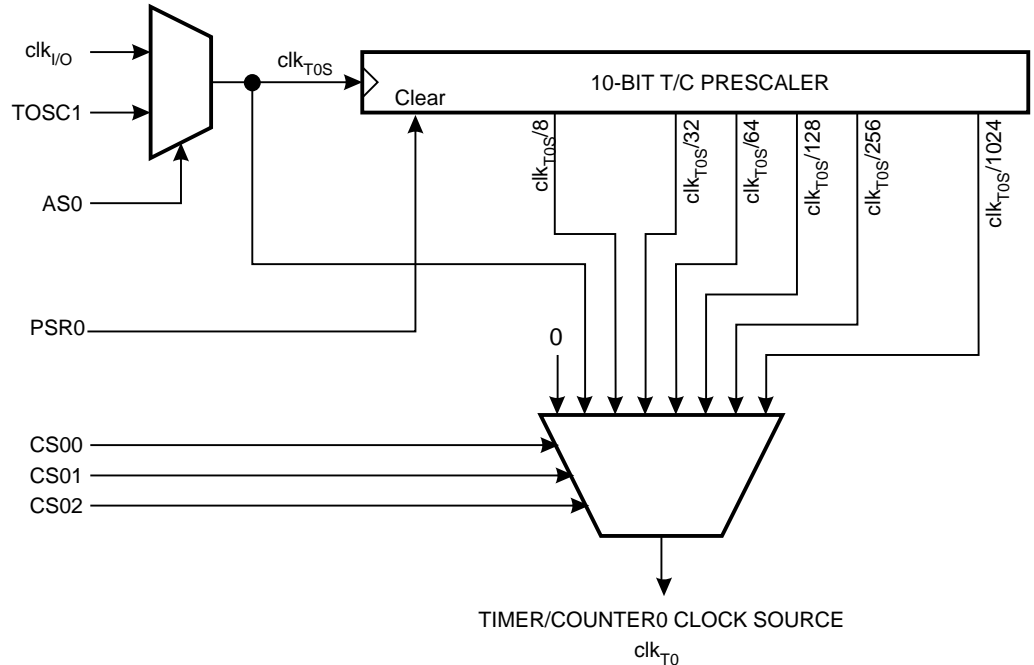 clkI/O
clkT0S
10-BIT T/C PRESCALER
TOSC1
Clear
clkT0S/8
clkT0S/32
clkT0S/64
clkT0S/128
clkT0S/256
clkT0S/1024
AS0
PSR0
0
CS00
CS01
CS02
TIMER/COUNTER0 CLOCK SOURCE
clkT0